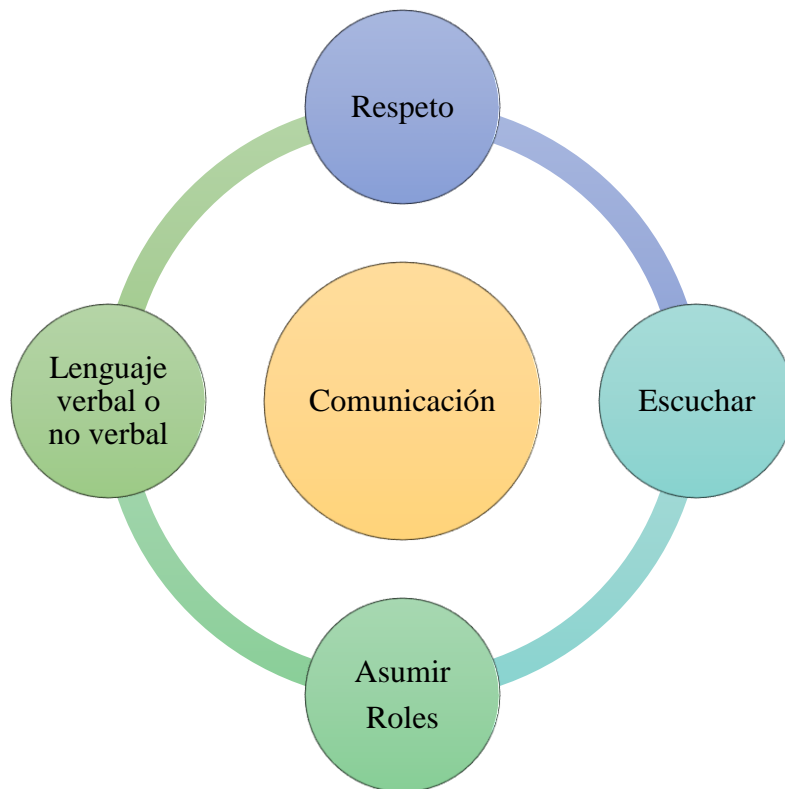 Respeto
Lenguaje
verbal o
no verbal
Comunicación
Escuchar
Asumir
Roles